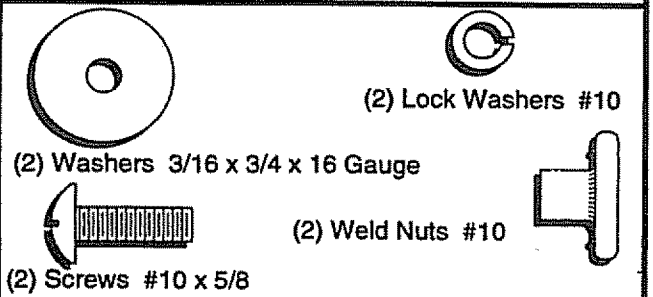 (2) Lock Washers #10
(2) Washers 3/16 x 3/4 x 16 Gauge
(2) Weld Nuts #10
(2) Screws #10 x 5/8